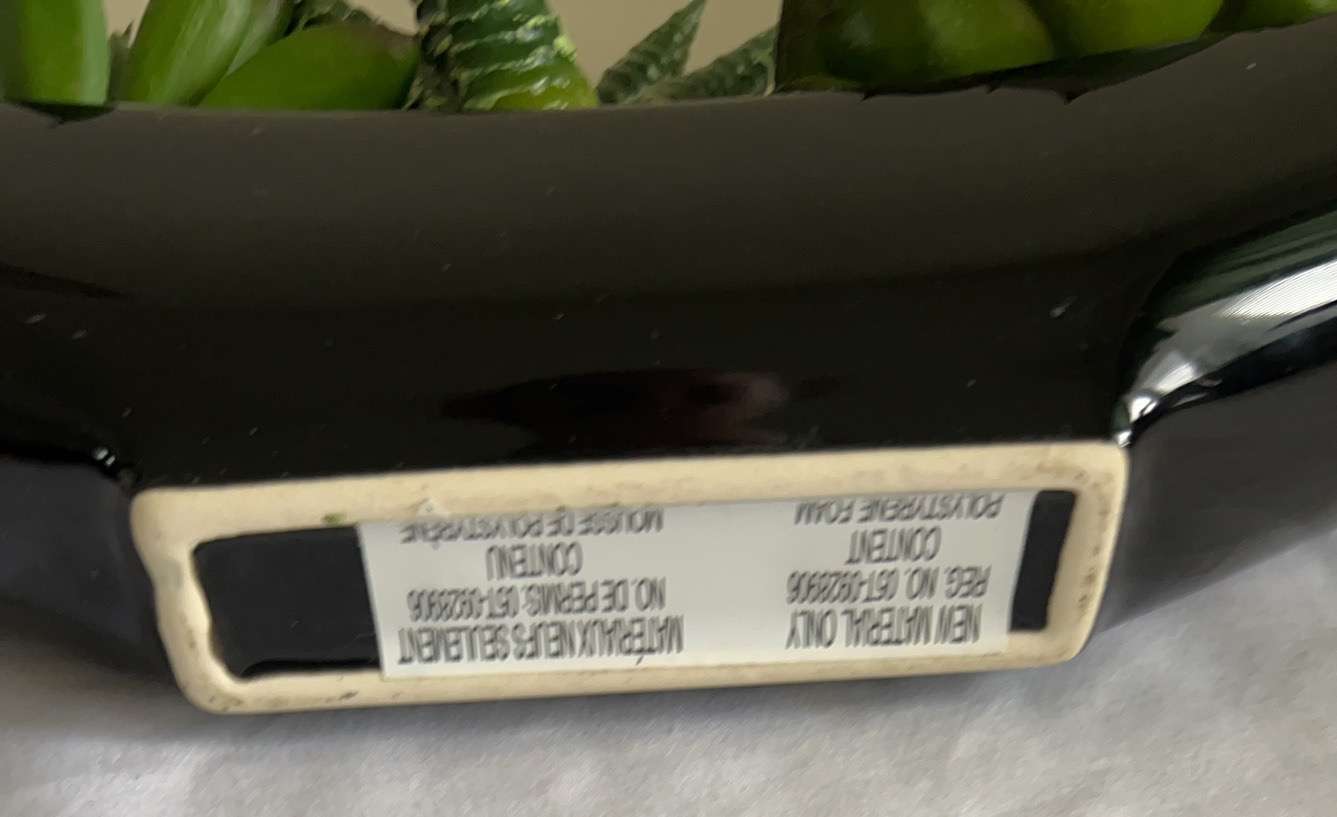 NEW MATERIAL ONLY
REG. NO. 05T-0928906
CONTENT
POLYSTYRENE FOAM
MATÉRIAUX NEUFS SEULEMENT
NO. DE PERMIS: 05T-0928906
CONTENU
MOUSSE DE POLYSTYRÈNE